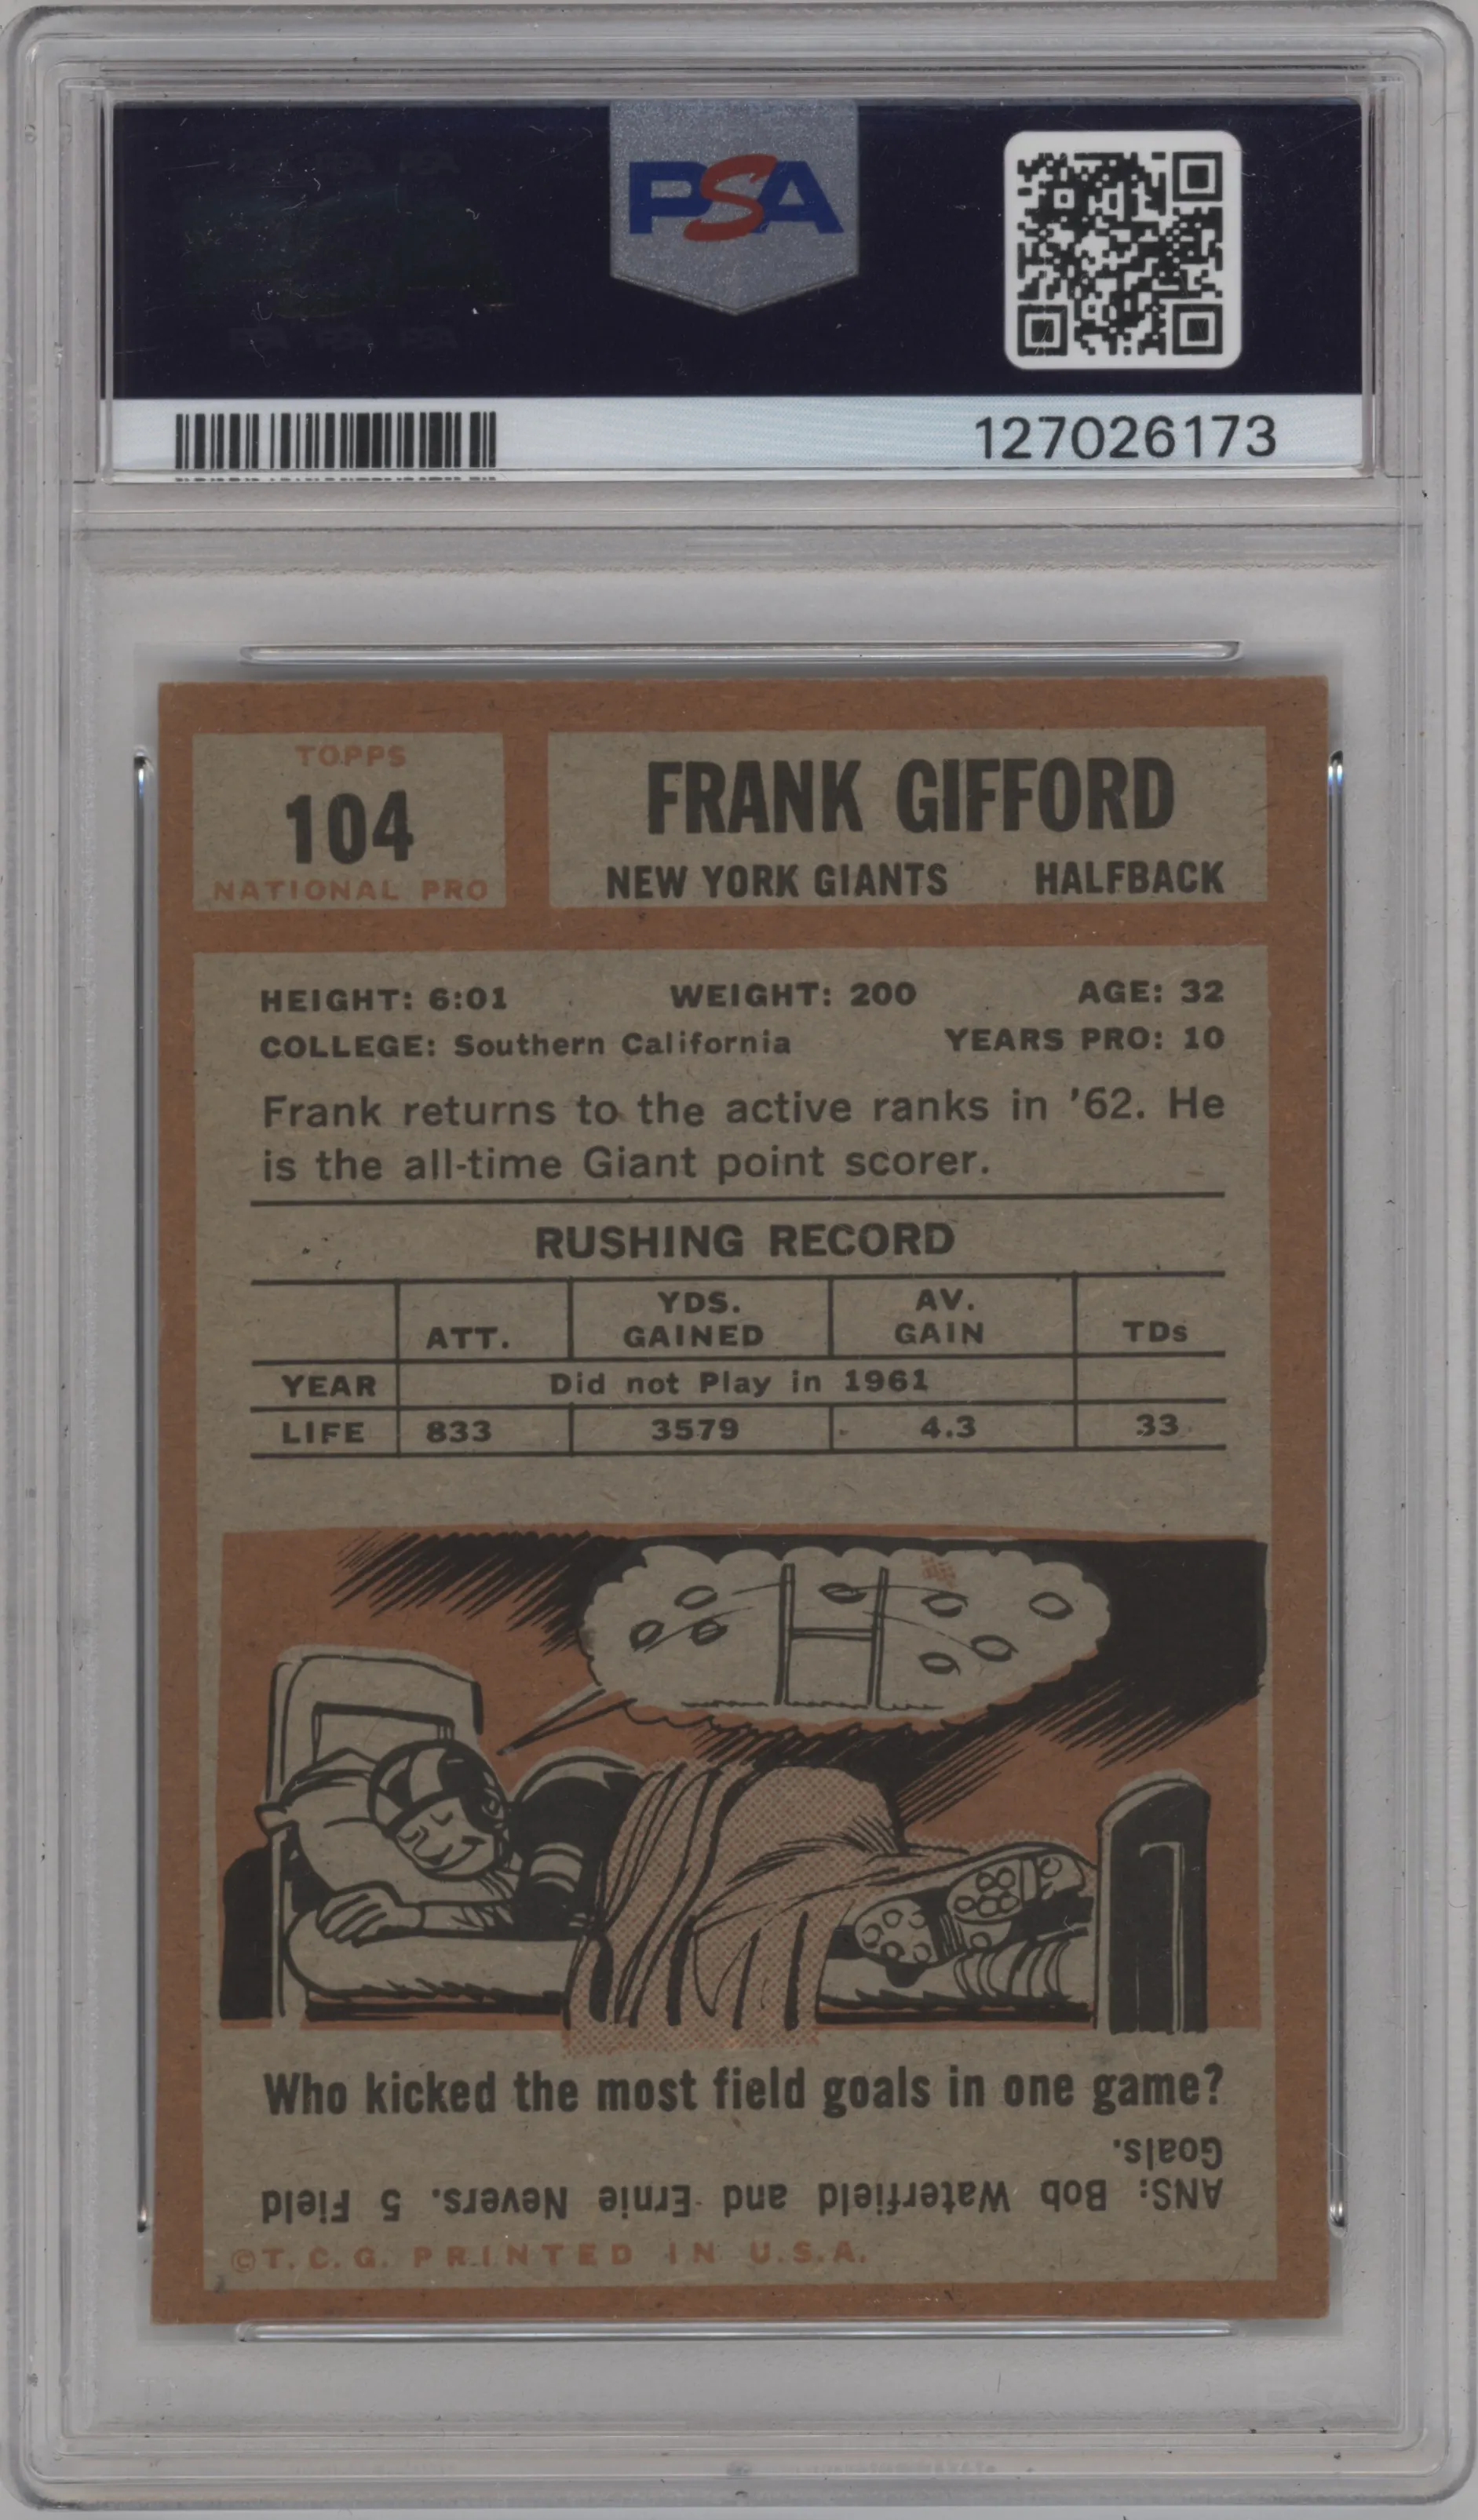 PSA
127026173
TOPPS
104
NATIONAL PRO
FRANK GIFFORD
NEW YORK GIANTS HALFBACK
HEIGHT: 6:01 WEIGHT: 200 AGE: 32
COLLEGE: Southern California YEARS PRO: 10
Frank returns to the active ranks in '62. He
is the all-time Giant point scorer.
RUSHING RECORD
ATT. YDS. GAINED AV. GAIN TDs
YEAR Did not Play in 1961
LIFE 833 3579 4.3 33
Who kicked the most field goals in one game?
ANS: Bob Waterfield and Ernie Nevers. 5 Field
Goals.
©T.C.G. PRINTED IN U.S.A.